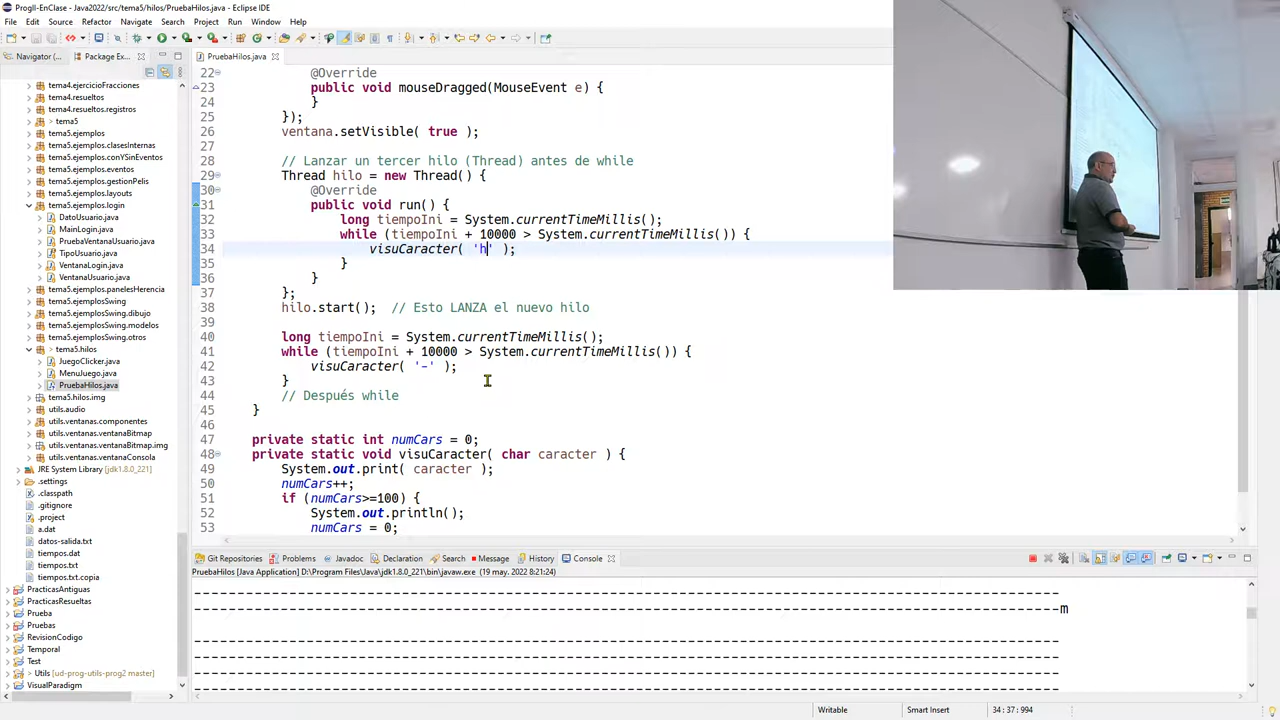 ProgII-EnClase - Java2022/src/tema5/hilos/PruebaHilos.java - Eclipse IDE
File Edit Source Refactor Navigate Search Project Run Window Help
Navigator (... Package Ex... PruebaHilos.java
tema4.ejercicioFracciones
tema4.resueltos
tema4.resueltos.registros
tema5
tema5.ejemplos
tema5.ejemplos.clasesInternas
tema5.ejemplos.conYSinEventos
tema5.ejemplos.eventos
tema5.ejemplos.gestionPelis
tema5.ejemplos.layouts
tema5.ejemplos.login
DatoUsuario.java
MainLogin.java
PruebaVentanaUsuario.java
TipoUsuario.java
VentanaLogin.java
VentanaUsuario.java
tema5.ejemplos.panelesHerencia
tema5.ejemplosSwing
tema5.ejemplosSwing.dibujo
tema5.ejemplosSwing.modelos
tema5.ejemplosSwing.otros
tema5.hilos
JuegoClicker.java
MenuJuego.java
PruebaHilos.java
tema5.hilos.img
utils.audio
utils.ventanas.componentes
utils.ventanas.ventanaBitmap
utils.ventanas.ventanaBitmap.img
utils.ventanas.ventanaConsola
JRE System Library [jdk1.8.0_221]
.settings
.classpath
.gitignore
.project
a.dat
datos-salida.txt
tiempos.dat
tiempos.txt
tiempos.txt.copia
PracticasAntiguas
PracticasResueltas
Prueba
Pruebas
RevisionCodigo
Temporal
Test
Utils [ud-prog-utils-prog2 master]
VisualParadigm
22 @Override
23 public void mouseDragged(MouseEvent e) {
24 }
25 });
26 ventana.setVisible( true );
27
28 // Lanzar un tercer hilo (Thread) antes de while
29 Thread hilo = new Thread() {
30 @Override
31 public void run() {
32 long tiempoIni = System.currentTimeMillis();
33 while (tiempoIni + 10000 > System.currentTimeMillis()) {
34 visuCaracter( 'h' );
35 }
36 }
37 };
38 hilo.start(); // Esto LANZA el nuevo hilo
39
40 long tiempoIni = System.currentTimeMillis();
41 while (tiempoIni + 10000 > System.currentTimeMillis()) {
42 visuCaracter( '-' );
43 }
44 // Después while
45 }
46
47 private static int numCars = 0;
48 private static void visuCaracter( char caracter ) {
49 System.out.print( caracter );
50 numCars++;
51 if (numCars>=100) {
52 System.out.println();
53 numCars = 0;
Git Repositories Problems Javadoc Declaration Search Message History Console
PruebaHilos [Java Application] D:\Program Files\Java\jdk1.8.0_221\bin\javaw.exe (19 may. 2022 8:21:24)
----------------------------------------------------------------------------------------------------
---------------------------------------------------------------------------------------------------m
----------------------------------------------------------------------------------------------------
----------------------------------------------------------------------------------------------------
----------------------------------------------------------------------------------------------------
----------------------------------------------------------------------------------------------------
Writable Smart Insert 34 : 37 : 994